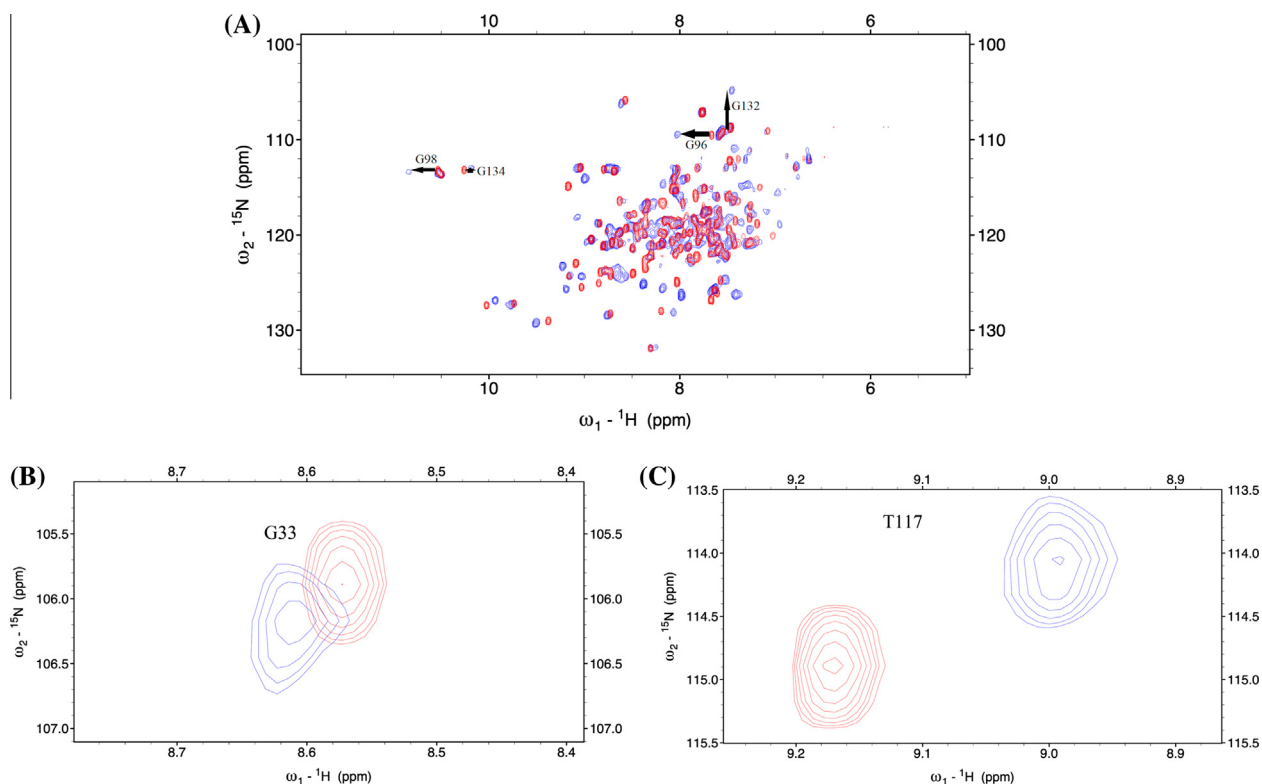 (A)
10 8 6
100 100
110 110
120 120
130 130
G132
G96
G98
G134
10 8 6
ω2 - 15N (ppm)
ω1 - 1H (ppm)
(B)
8.7 8.6 8.5 8.4
G33
105.5 105.5
106.0 106.0
106.5 106.5
107.0 107.0
8.7 8.6 8.5 8.4
ω2 - 15N (ppm)
ω1 - 1H (ppm)
(C)
9.2 9.1 9.0 8.9
113.5 113.5
T117
114.0 114.0
114.5 114.5
115.0 115.0
115.5 115.5
9.2 9.1 9.0 8.9
ω2 - 15N (ppm)
ω1 - 1H (ppm)